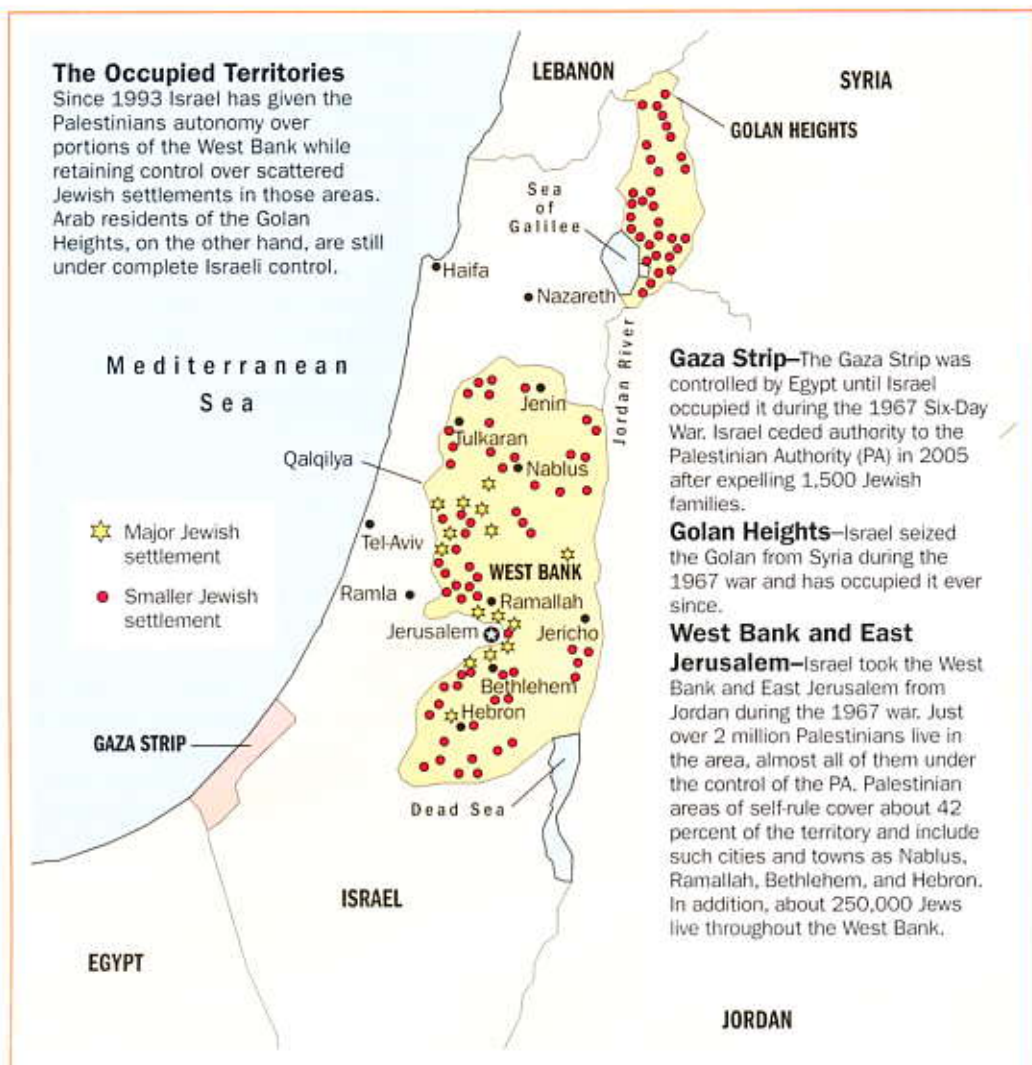 The Occupied Territories
Since 1993 Israel has given the
Palestinians autonomy over
portions of the West Bank while
retaining control over scattered
Jewish settlements in those areas.
Arab residents of the Golan
Heights, on the other hand, are still
under complete Israeli control.
LEBANON
SYRIA
GOLAN HEIGHTS
Sea
of
Galilee
Haifa
Nazareth
Mediterranean
Sea
Jordan River
Jenin
Tulkaran
Qalqilya
Nablus
Major Jewish
settlement
Smaller Jewish
settlement
Tel-Aviv
WEST BANK
Ramla
Ramallah
Jerusalem
Jericho
Bethlehem
Hebron
GAZA STRIP
Dead Sea
ISRAEL
EGYPT
JORDAN
Gaza Strip—The Gaza Strip was
controlled by Egypt until Israel
occupied it during the 1967 Six-Day
War. Israel ceded authority to the
Palestinian Authority (PA) in 2005
after expelling 1,500 Jewish
families.
Golan Heights—Israel seized
the Golan from Syria during the
1967 war and has occupied it ever
since.
West Bank and East
Jerusalem—Israel took the West
Bank and East Jerusalem from
Jordan during the 1967 war. Just
over 2 million Palestinians live in
the area, almost all of them under
the control of the PA. Palestinian
areas of self-rule cover about 42
percent of the territory and include
such cities and towns as Nablus,
Ramallah, Bethlehem, and Hebron.
In addition, about 250,000 Jews
live throughout the West Bank.